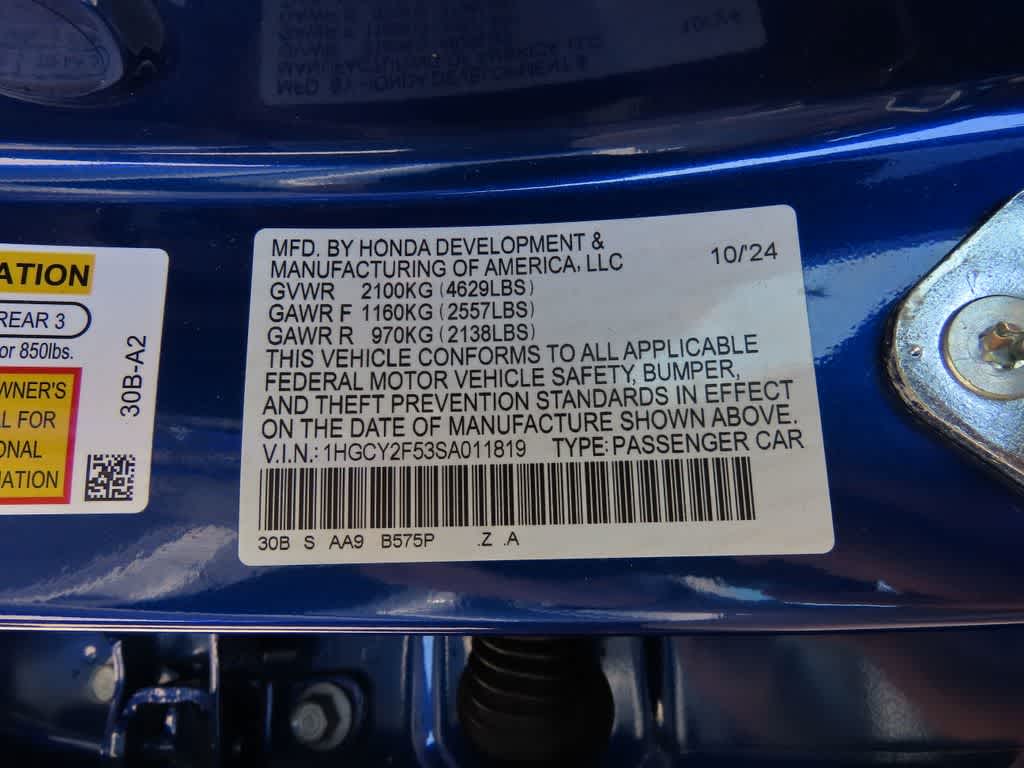 ATION
REAR 3
or 850lbs.
WNER'S
AL FOR
ONAL
MATION
30B-A2
MFD. BY HONDA DEVELOPMENT &
MANUFACTURING OF AMERICA, LLC 10/'24
GVWR 2100KG (4629LBS)
GAWR F 1160KG (2557LBS)
GAWR R 970KG (2138LBS)
THIS VEHICLE CONFORMS TO ALL APPLICABLE
FEDERAL MOTOR VEHICLE SAFETY, BUMPER,
AND THEFT PREVENTION STANDARDS IN EFFECT
ON THE DATE OF MANUFACTURE SHOWN ABOVE.
V.I.N.: 1HGCY2F53SA011819 TYPE: PASSENGER CAR
30B S AA9 B575P .Z .A